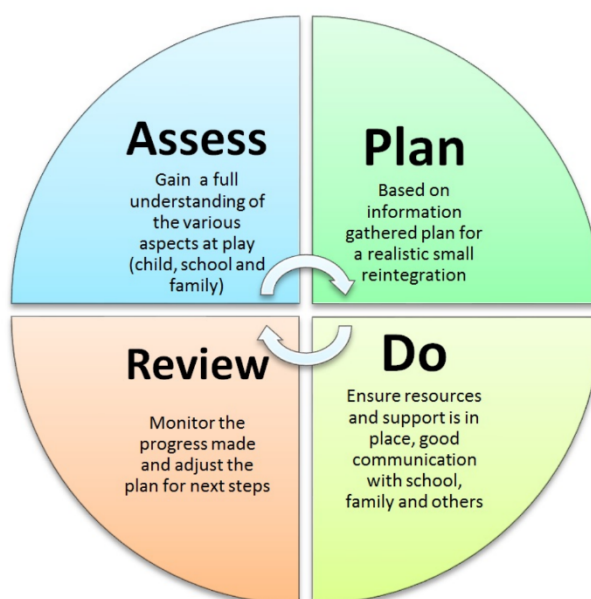 Assess
Gain a full
understanding of
the various
aspects at play
(child, school and
family)
Plan
Based on
information
gathered plan for
a realistic small
reintegration
Do
Ensure resources
and support is in
place, good
communication
with school,
family and others
Review
Monitor the
progress made
and adjust the
plan for next steps